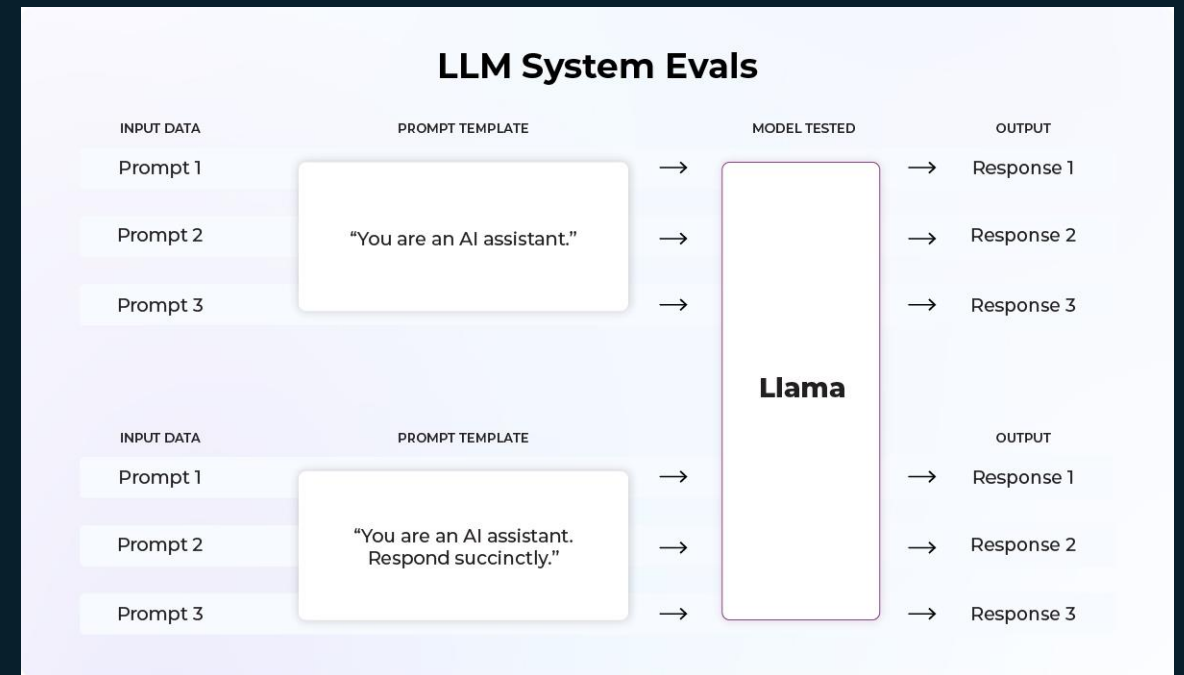 LLM System Evals
INPUT DATA PROMPT TEMPLATE MODEL TESTED OUTPUT
Prompt 1 Response 1
Prompt 2 “You are an AI assistant.” Response 2
Prompt 3 Response 3
Llama
INPUT DATA PROMPT TEMPLATE OUTPUT
Prompt 1 Response 1
“You are an AI assistant.
Prompt 2 Response 2
Respond succinctly.”
Prompt 3 Response 3